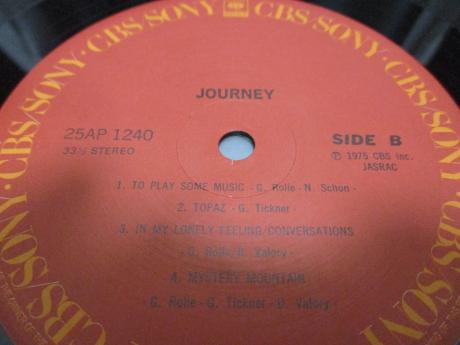 CBS/SONY · CBS/SONY · CBS/SONY · CBS/SONY
JOURNEY
25AP 1240
33⅓ STEREO
SIDE B
℗ 1975 CBS Inc.
JASRAC
1. TO PLAY SOME MUSIC - G. Rolie - N. Schon -
2. TOPAZ - G. Tickner -
3. IN MY LONELY FEELING/CONVERSATIONS
- G. Rolie - R. Valory -
4. MYSTERY MOUNTAIN
- G. Rolie - G. Tickner - D. Valory -